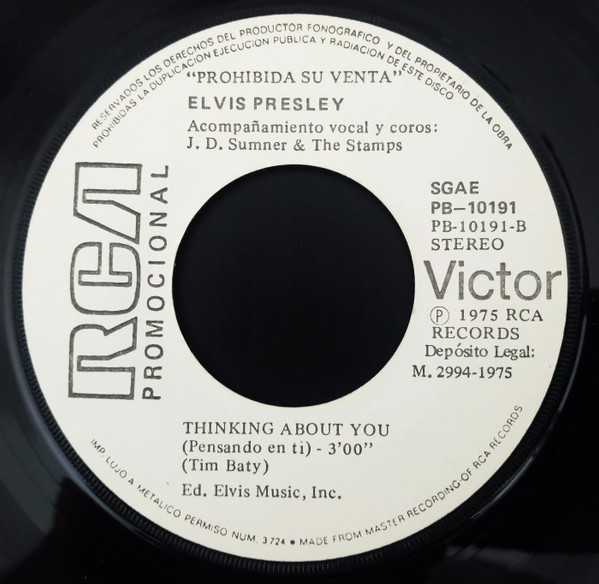 RESERVADOS LOS DERECHOS DEL PRODUCTOR FONOGRAFICO Y DEL PROPIETARIO DE LA OBRA
PROHIBIDAS LA DUPLICACION EJECUCION PUBLICA Y RADIACION DE ESTE DISCO
"PROHIBIDA SU VENTA"
ELVIS PRESLEY
Acompañamiento vocal y coros:
J. D. Sumner & The Stamps
RCA
PROMOCIONAL
SGAE
PB-10191
PB-10191-B
STEREO
Victor
Ⓟ 1975 RCA
RECORDS
Depósito Legal:
M. 2994-1975
THINKING ABOUT YOU
(Pensando en ti) - 3'00"
(Tim Baty)
Ed. Elvis Music, Inc.
IMP. LUJO A METALICO PERMISO NUM. 3724 • MADE FROM MASTER RECORDING OF RCA RECORDS